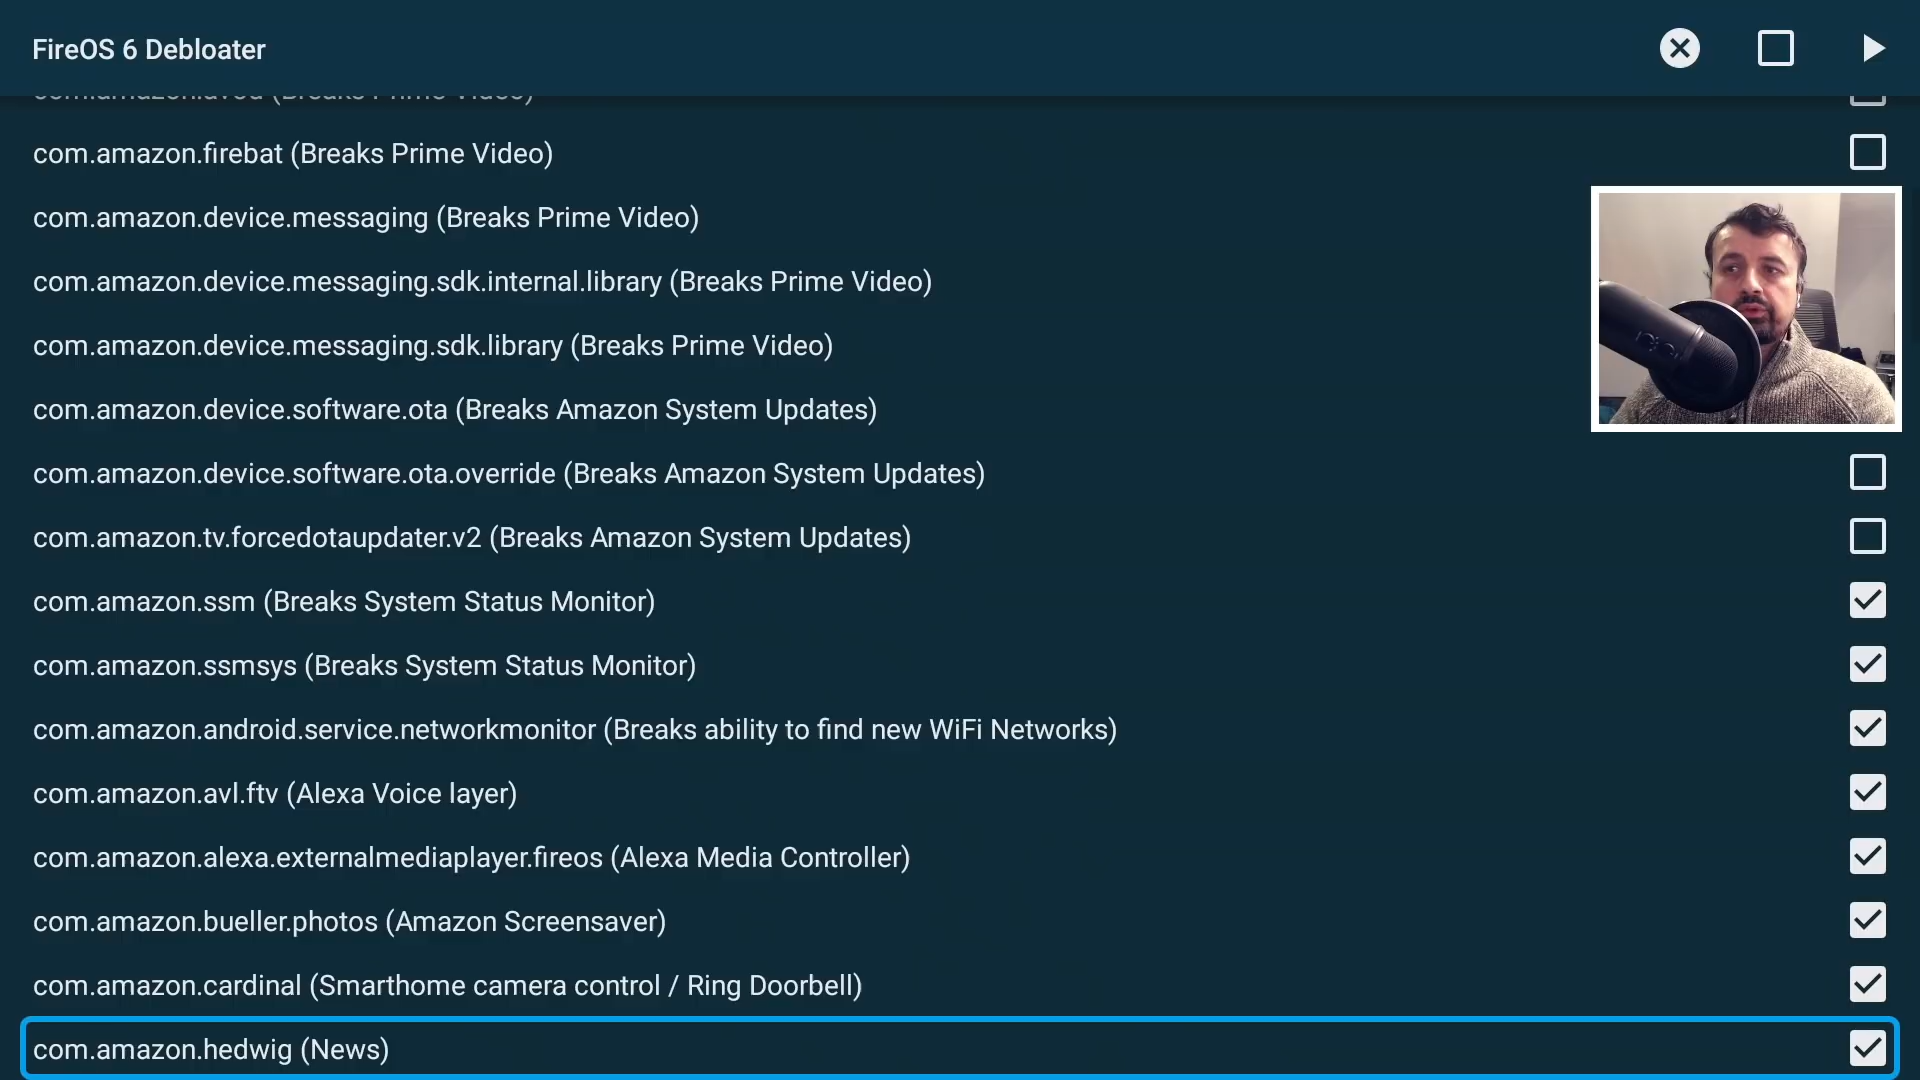 FireOS 6 Debloater
com.amazon.avod (Breaks Prime Video)
com.amazon.firebat (Breaks Prime Video)
com.amazon.device.messaging (Breaks Prime Video)
com.amazon.device.messaging.sdk.internal.library (Breaks Prime Video)
com.amazon.device.messaging.sdk.library (Breaks Prime Video)
com.amazon.device.software.ota (Breaks Amazon System Updates)
com.amazon.device.software.ota.override (Breaks Amazon System Updates)
com.amazon.tv.forcedotaupdater.v2 (Breaks Amazon System Updates)
com.amazon.ssm (Breaks System Status Monitor)
com.amazon.ssmsys (Breaks System Status Monitor)
com.amazon.android.service.networkmonitor (Breaks ability to find new WiFi Networks)
com.amazon.avl.ftv (Alexa Voice layer)
com.amazon.alexa.externalmediaplayer.fireos (Alexa Media Controller)
com.amazon.bueller.photos (Amazon Screensaver)
com.amazon.cardinal (Smarthome camera control / Ring Doorbell)
com.amazon.hedwig (News)